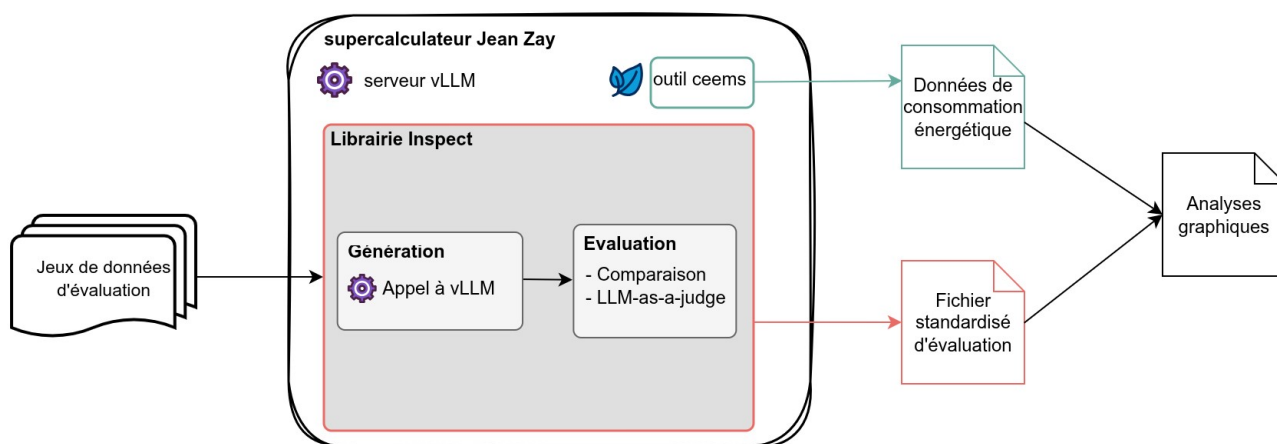 supercalculateur Jean Zay
serveur vLLM
outil ceems
Librairie Inspect
Jeux de données
d'évaluation
Génération
Appel à vLLM
Evaluation
- Comparaison
- LLM-as-a-judge
Données de
consommation
énergétique
Fichier
standardisé
d'évaluation
Analyses
graphiques